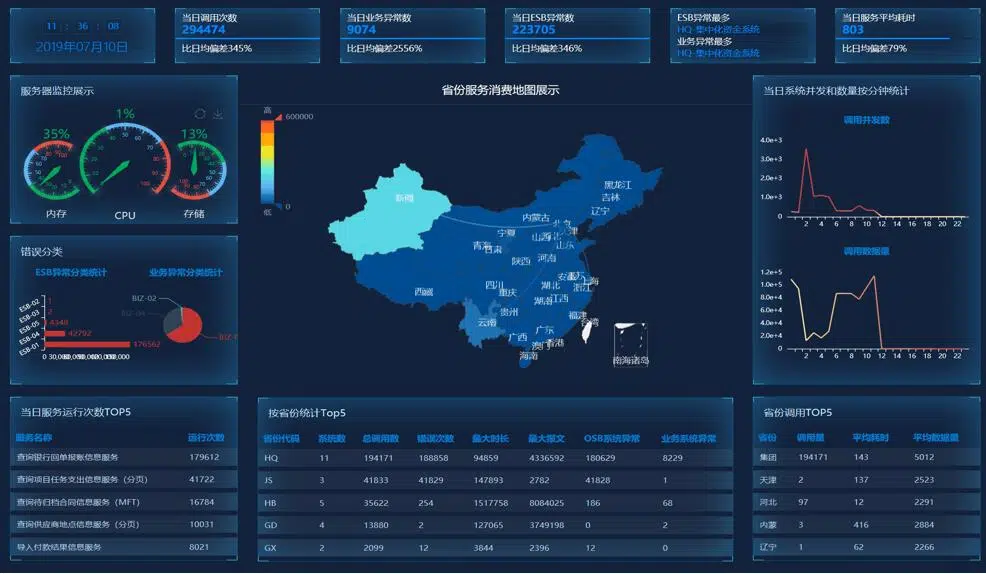 11 : 36 : 08
2019年07月10日
当日调用次数
294474
比日均偏差345%
当日业务异常数
9074
比日均偏差2556%
当日ESB异常数
223705
比日均偏差346%
ESB异常最多
HQ-集中化资金系统
业务异常最多
HQ-集中化资金系统
当日服务平均耗时
803
比日均偏差79%
服务器监控展示
35%
1%
13%
内存
CPU
存储
错误分类
ESB异常分类统计
业务异常分类统计
ESB-02 1
ESB-03 2
ESB-05 4348
ESB-04 42792
ESB-01 176562
BIZ-02
BIZ-04
省份服务消费地图展示
高
600000
0
低
新疆
黑龙江
吉林
辽宁
内蒙古
北京
天津
宁夏
山西
河北
山东
青海
甘肃
陕西
河南
西藏
四川
重庆
湖北
安徽
江苏
上海
浙江
湖南
江西
贵州
福建
云南
台湾
广西
广东
澳门
香港
海南
南海诸岛
当日系统并发和数量按分钟统计
调用并发数
4.0e+3
3.0e+3
2.0e+3
1.0e+3
0
2 4 6 8 10 12 14 16 18 20 22
调用数据量
1.2e+5
1.0e+5
8.0e+4
6.0e+4
4.0e+4
2.0e+4
0
2 4 6 8 10 12 14 16 18 20 22
当日服务运行次数TOP5
服务名称 运行次数
查询银行回单报账信息服务 179612
查询项目任务支出信息服务（分页） 41722
查询待归档合同信息服务（MFT） 16784
查询供应商地点信息服务（分页） 10031
导入付款结果信息服务 8021
按省份统计Top5
省份代码 系统数 总调用数 错误次数 最大时长 最大报文 OSB系统异常 业务系统异常
HQ 11 194171 188858 94859 4336592 180629 8229
JS 3 41833 41829 147893 2782 41828 1
HB 5 35622 254 1517758 8084025 186 68
GD 4 13880 2 127065 3749198 0 2
GX 2 2099 12 3844 2396 12 0
省份调用TOP5
省份 调用量 平均耗时 平均数据量
集团 194171 143 5012
天津 2 137 2523
河北 97 12 2291
内蒙 3 416 2884
辽宁 1 62 2266